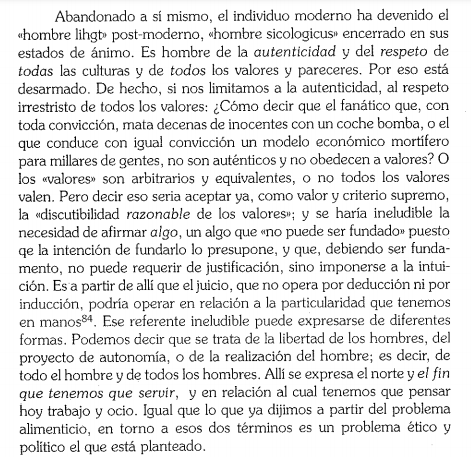 Abandonado a sí mismo, el individuo moderno ha devenido el
«hombre lihgt» post-moderno, «hombre sicologicus» encerrado en sus
estados de ánimo. Es hombre de la autenticidad y del respeto de
todas las culturas y de todos los valores y pareceres. Por eso está
desarmado. De hecho, si nos limitamos a la autenticidad, al respeto
irrestristo de todos los valores: ¿Cómo decir que el fanático que, con
toda convicción, mata decenas de inocentes con un coche bomba, o el
que conduce con igual convicción un modelo económico mortífero
para millares de gentes, no son auténticos y no obedecen a valores? O
los «valores» son arbitrarios y equivalentes, o no todos los valores
valen. Pero decir eso seria aceptar ya, como valor y criterio supremo,
la «discutibilidad razonable de los valores»; y se haría ineludible la
necesidad de afirmar algo, un algo que «no puede ser fundado» puesto
qe la intención de fundarlo lo presupone, y que, debiendo ser funda-
mento, no puede requerir de justificación, sino imponerse a la intui-
ción. Es a partir de allí que el juicio, que no opera por deducción ni por
inducción, podría operar en relación a la particularidad que tenemos
en manos84. Ese referente ineludible puede expresarse de diferentes
formas. Podemos decir que se trata de la libertad de los hombres, del
proyecto de autonomía, o de la realización del hombre; es decir, de
todo el hombre y de todos los hombres. Allí se expresa el norte y el fin
que tenemos que servir, y en relación al cual tenemos que pensar
hoy trabajo y ocio. Igual que lo que ya dijimos a partir del problema
alimenticio, en torno a esos dos términos es un problema ético y
político el que está planteado.